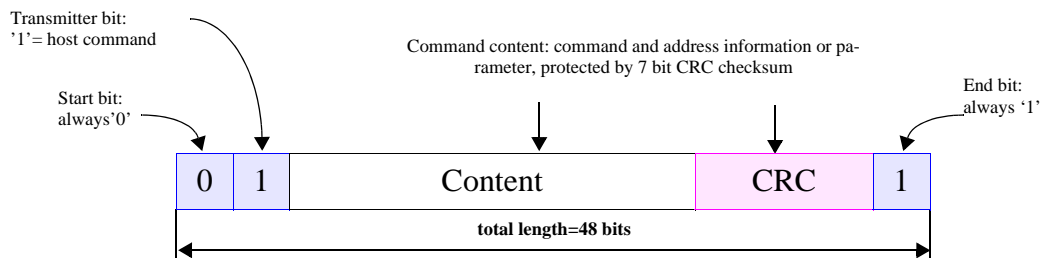 Transmitter bit:
’1’= host command
Command content: command and address information or pa-
rameter, protected by 7 bit CRC checksum
Start bit:
always’0’
End bit:
always ‘1’
0 1 Content CRC 1
total length=48 bits